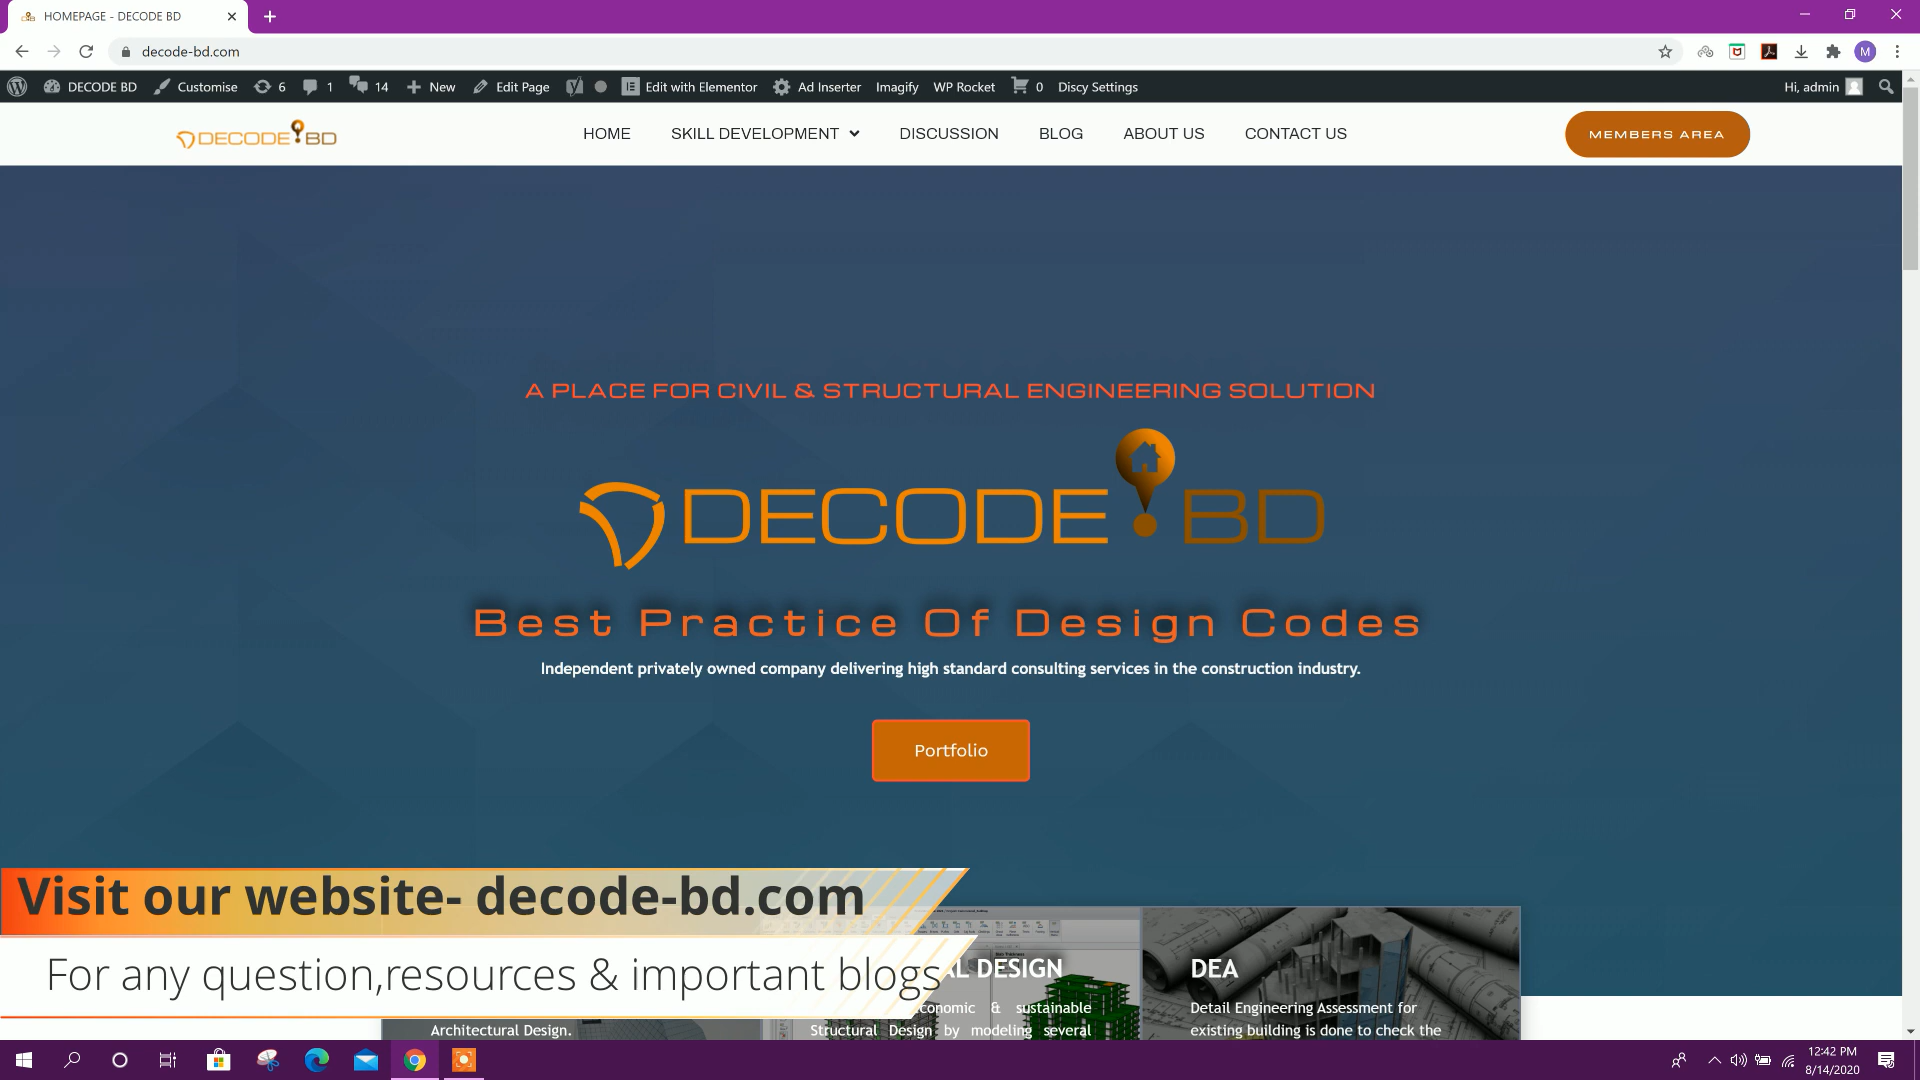 HOMEPAGE - DECODE BD
decode-bd.com
M
DECODE BD Customise 6 1 14 New Edit Page Edit with Elementor Ad Inserter Imagify WP Rocket 0 Discy Settings Hi, admin
DECODE BD HOME SKILL DEVELOPMENT DISCUSSION BLOG ABOUT US CONTACT US MEMBERS AREA
A PLACE FOR CIVIL & STRUCTURAL ENGINEERING SOLUTION
DECODE BD
Best Practice Of Design Codes
Independent privately owned company delivering high standard consulting services in the construction industry.
Portfolio
Visit our website- decode-bd.com
For any question,resources & important blogs
DESIGN
DEA
& sustainable
Detail Engineering Assessment for
Architectural Design.
Structural Design by modeling several
existing building is done to check the
12:42 PM
8/14/2020